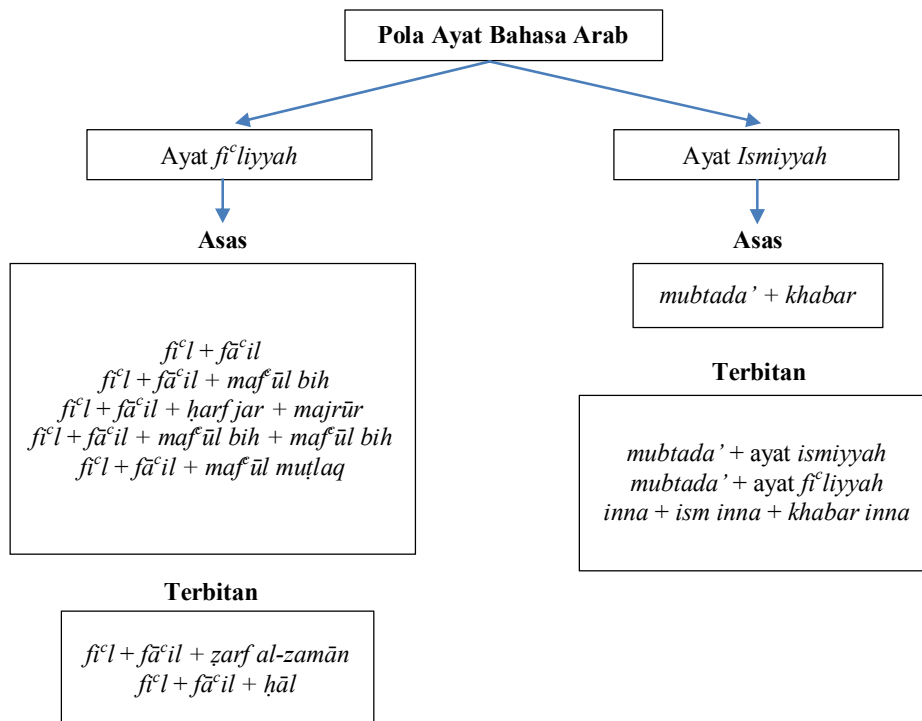 Pola Ayat Bahasa Arab
Ayat fiᶜliyyah
Asas
fiᶜl + fāᶜil
fiᶜl + fāᶜil + mafᶜūl bih
fiᶜl + fāᶜil + ḥarf jar + majrūr
fiᶜl + fāᶜil + mafᶜūl bih + mafᶜūl bih
fiᶜl + fāᶜil + mafᶜūl muṭlaq
Terbitan
fiᶜl + fāᶜil + ẓarf al-zamān
fiᶜl + fāᶜil + ḥāl
Ayat Ismiyyah
Asas
mubtada’ + khabar
Terbitan
mubtada’ + ayat ismiyyah
mubtada’ + ayat fiᶜliyyah
inna + ism inna + khabar inna